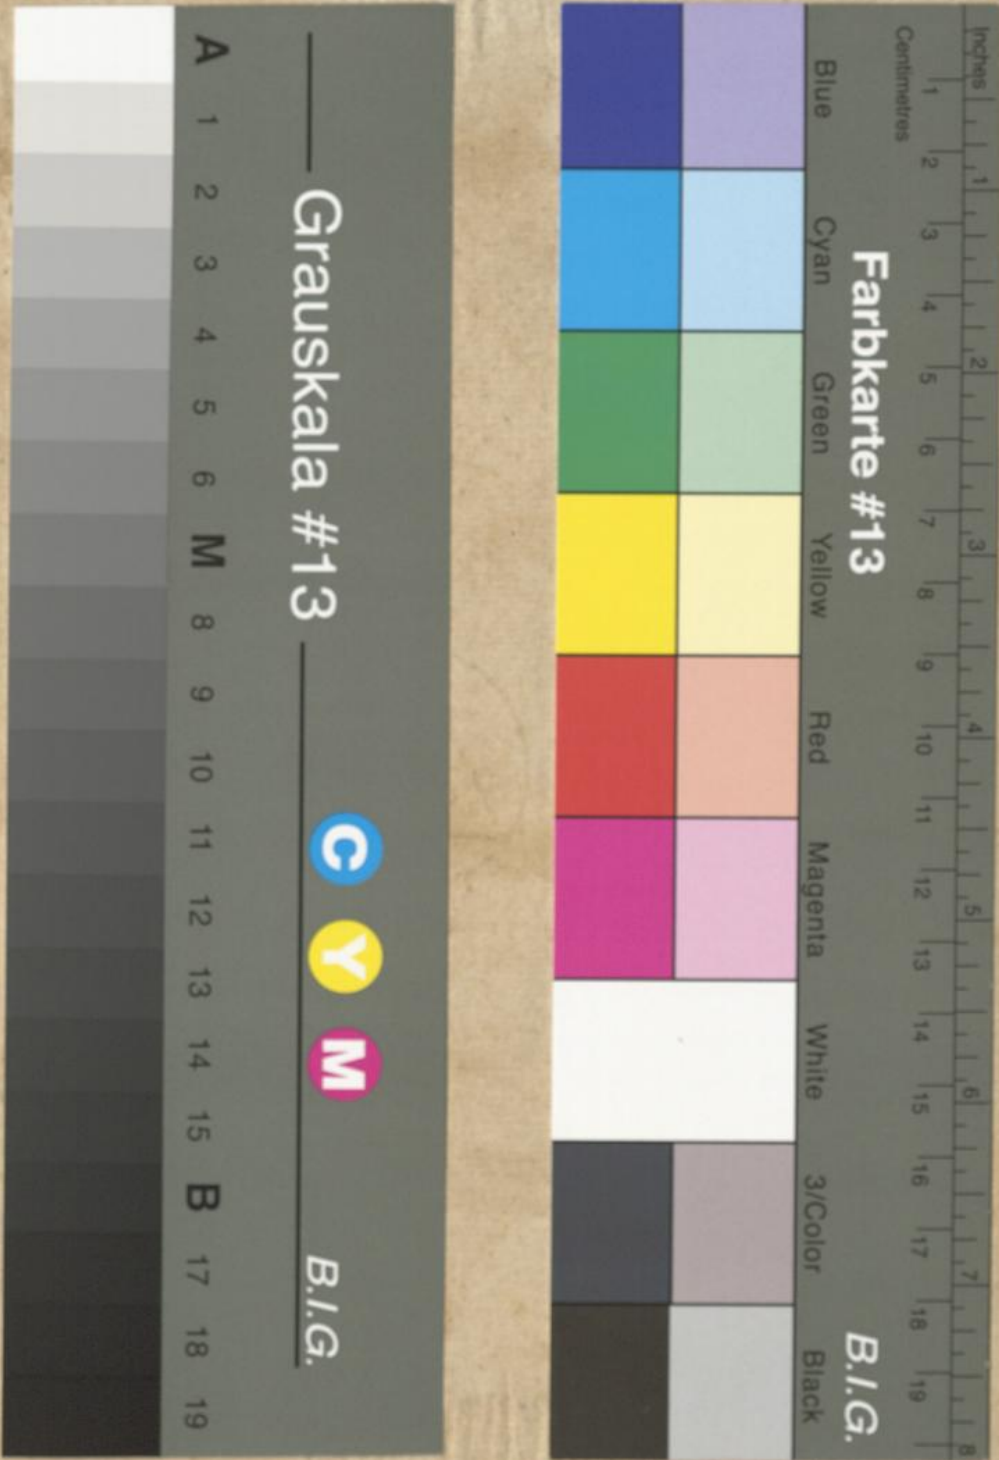 A 1 2 3 4 5 6 M 8 9 10 11 12 13 14 15 B 17 18 19
Grauskala #13
C Y M
B.I.G.
Inches 1 2 3 4 5 6 7 8
Centimetres 1 2 3 4 5 6 7 8 9 10 11 12 13 14 15 16 17 18 19
Farbkarte #13
B.I.G.
Blue Cyan Green Yellow Red Magenta White 3/Color Black